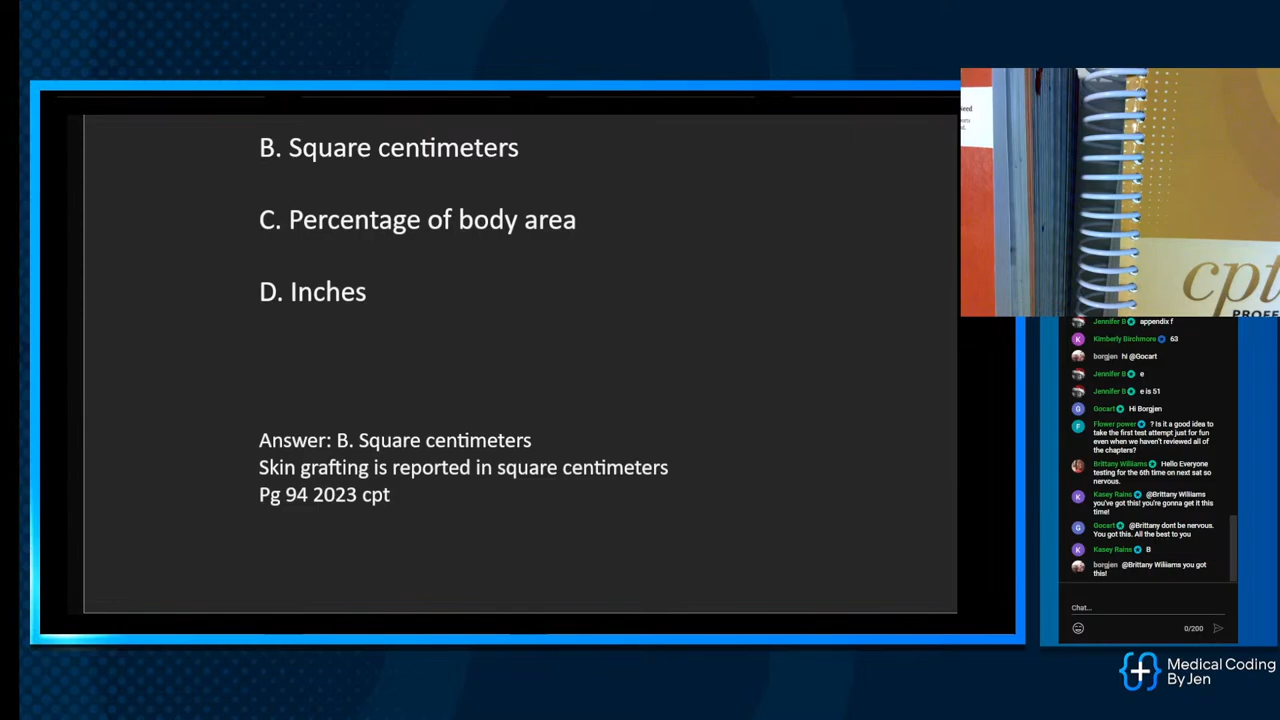 B. Square centimeters
C. Percentage of body area
D. Inches
Answer: B. Square centimeters
Skin grafting is reported in square centimeters
Pg 94 2023 cpt
cpt
PROFE
Jennifer B appendix f
Kimberly Birchmore 63
borgjen hi @Gocart
Jennifer B e
Jennifer B e is 51
Gocart Hi Borgjen
Flower power ? Is it a good idea to
take the first test attempt just for fun
even when we haven't reviewed all of
the chapters?
Brittany Williams Hello Everyone
testing for the 6th time on next sat so
nervous.
Kasey Rains @Brittany Williams
you've got this! you're gonna get it this
time!
Gocart @Brittany dont be nervous.
You got this. All the best to you
Kasey Rains B
borgjen @Brittany Williams you got
this!
Chat...
0/200
Medical Coding
By Jen